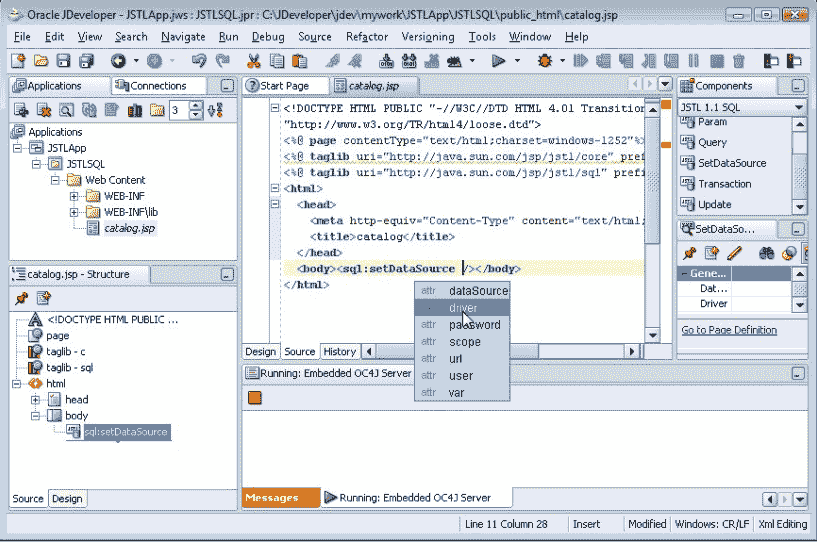 Oracle JDeveloper - JSTLApp.jws : JSTLSQL.jpr : C:\JDeveloper\jdev\mywork\JSTLApp\JSTLSQL\public_html\catalog.jsp
File Edit View Search Navigate Run Debug Source Refactor Versioning Tools Window Help
Applications
Connections
3
Applications
JSTLApp
JSTLSQL
Web Content
WEB-INF
WEB-INF\lib
catalog.jsp
catalog.jsp - Structure
<!DOCTYPE HTML PUBLIC ...
page
taglib - c
taglib - sql
html
head
body
sql:setDataSource
Source Design
Start Page
catalog.jsp
<!DOCTYPE HTML PUBLIC "-//W3C//DTD HTML 4.01 Transition
"http://www.w3.org/TR/html4/loose.dtd">
<%@ page contentType="text/html;charset=windows-1252"%>
<%@ taglib uri="http://java.sun.com/jsp/jstl/core" pref
<%@ taglib uri="http://java.sun.com/jsp/jstl/sql" prefi
<html>
<head>
<meta http-equiv="Content-Type" content="text/html;
<title>catalog</title>
</head>
<body><sql:setDataSource /></body>
</html>
attr dataSource
driver
attr password
attr scope
attr url
attr user
attr var
Design Source History
Running: Embedded OC4J Server
Messages
Running: Embedded OC4J Server
Components
JSTL 1.1 SQL
Param
Query
SetDataSource
Transaction
Update
SetDataSo...
Gene...
Dat...
Driver
Go to Page Definition
Line 11 Column 28 Insert Modified Windows: CR/LF Xml Editing